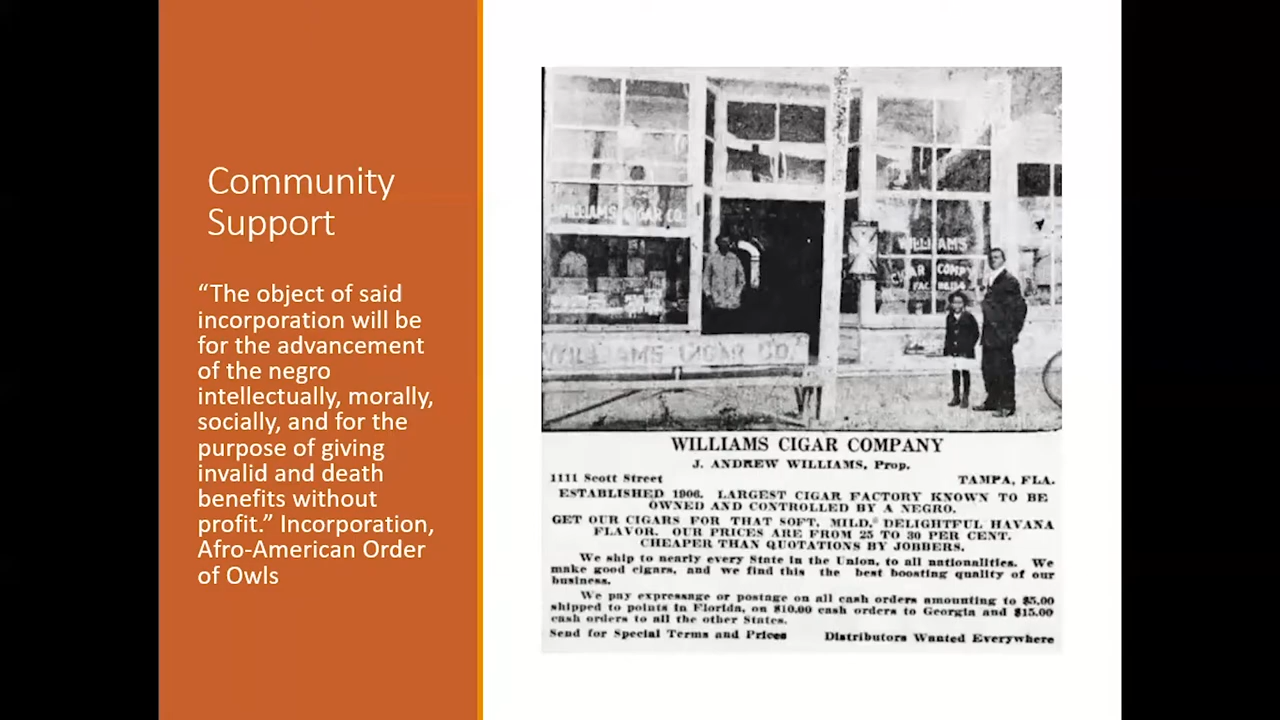 Community
Support
“The object of said
incorporation will be
for the advancement
of the negro
intellectually, morally,
socially, and for the
purpose of giving
invalid and death
benefits without
profit.” Incorporation,
Afro-American Order
of Owls
WILLIAMS CIGAR CO.
WILLIAMS
CIGAR COMP
FAC
WILLIAMS CIGAR CO.
WILLIAMS CIGAR COMPANY
J. ANDREW WILLIAMS, Prop.
1111 Scott Street TAMPA, FLA.
ESTABLISHED 1906. LARGEST CIGAR FACTORY KNOWN TO BE
OWNED AND CONTROLLED BY A NEGRO.
GET OUR CIGARS FOR THAT SOFT, MILD, DELIGHTFUL HAVANA
FLAVOR. OUR PRICES ARE FROM 25 TO 30 PER CENT.
CHEAPER THAN QUOTATIONS BY JOBBERS.
We ship to nearly every State in the Union, to all nationalities. We
make good cigars, and we find this the best boosting quality of our
business.
We pay expressage or postage on all cash orders amounting to $5.00
shipped to points in Florida, on $10.00 cash orders to Georgia and $15.00
cash orders to all the other States.
Send for Special Terms and Prices Distributors Wanted Everywhere